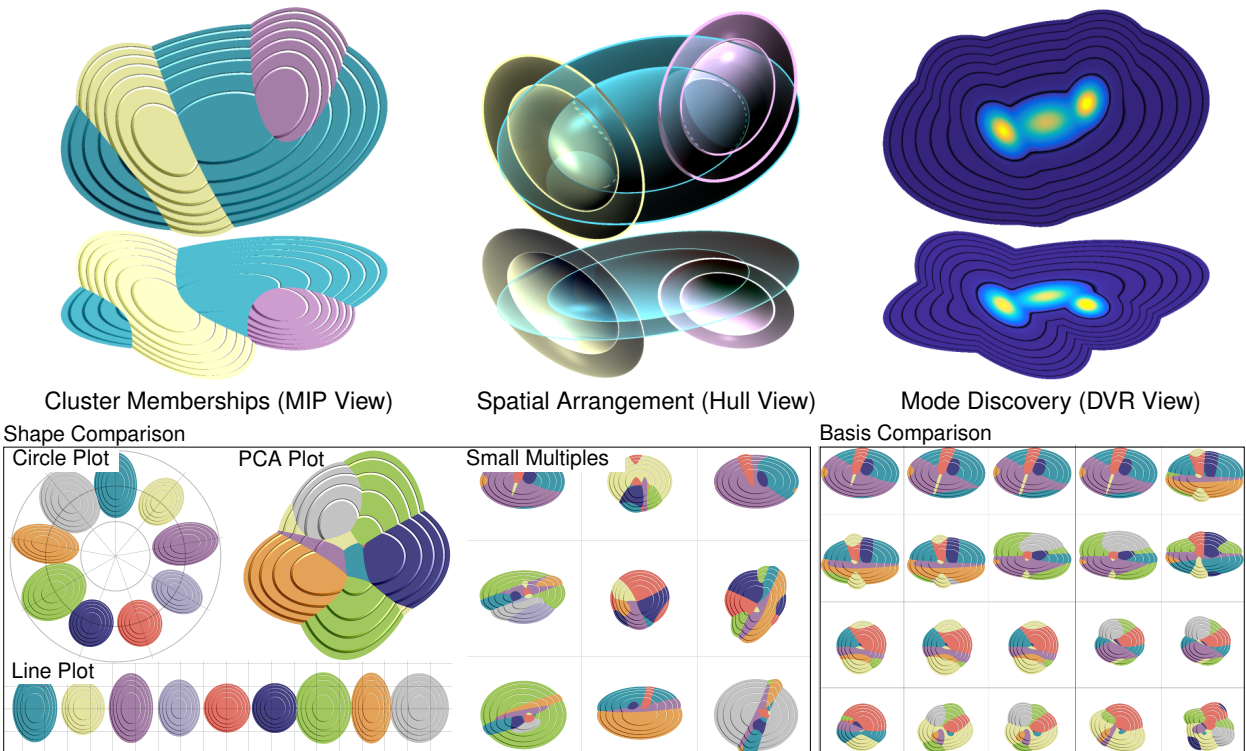 Cluster Memberships (MIP View)
Spatial Arrangement (Hull View)
Mode Discovery (DVR View)
Shape Comparison
Circle Plot
PCA Plot
Line Plot
Small Multiples
Basis Comparison